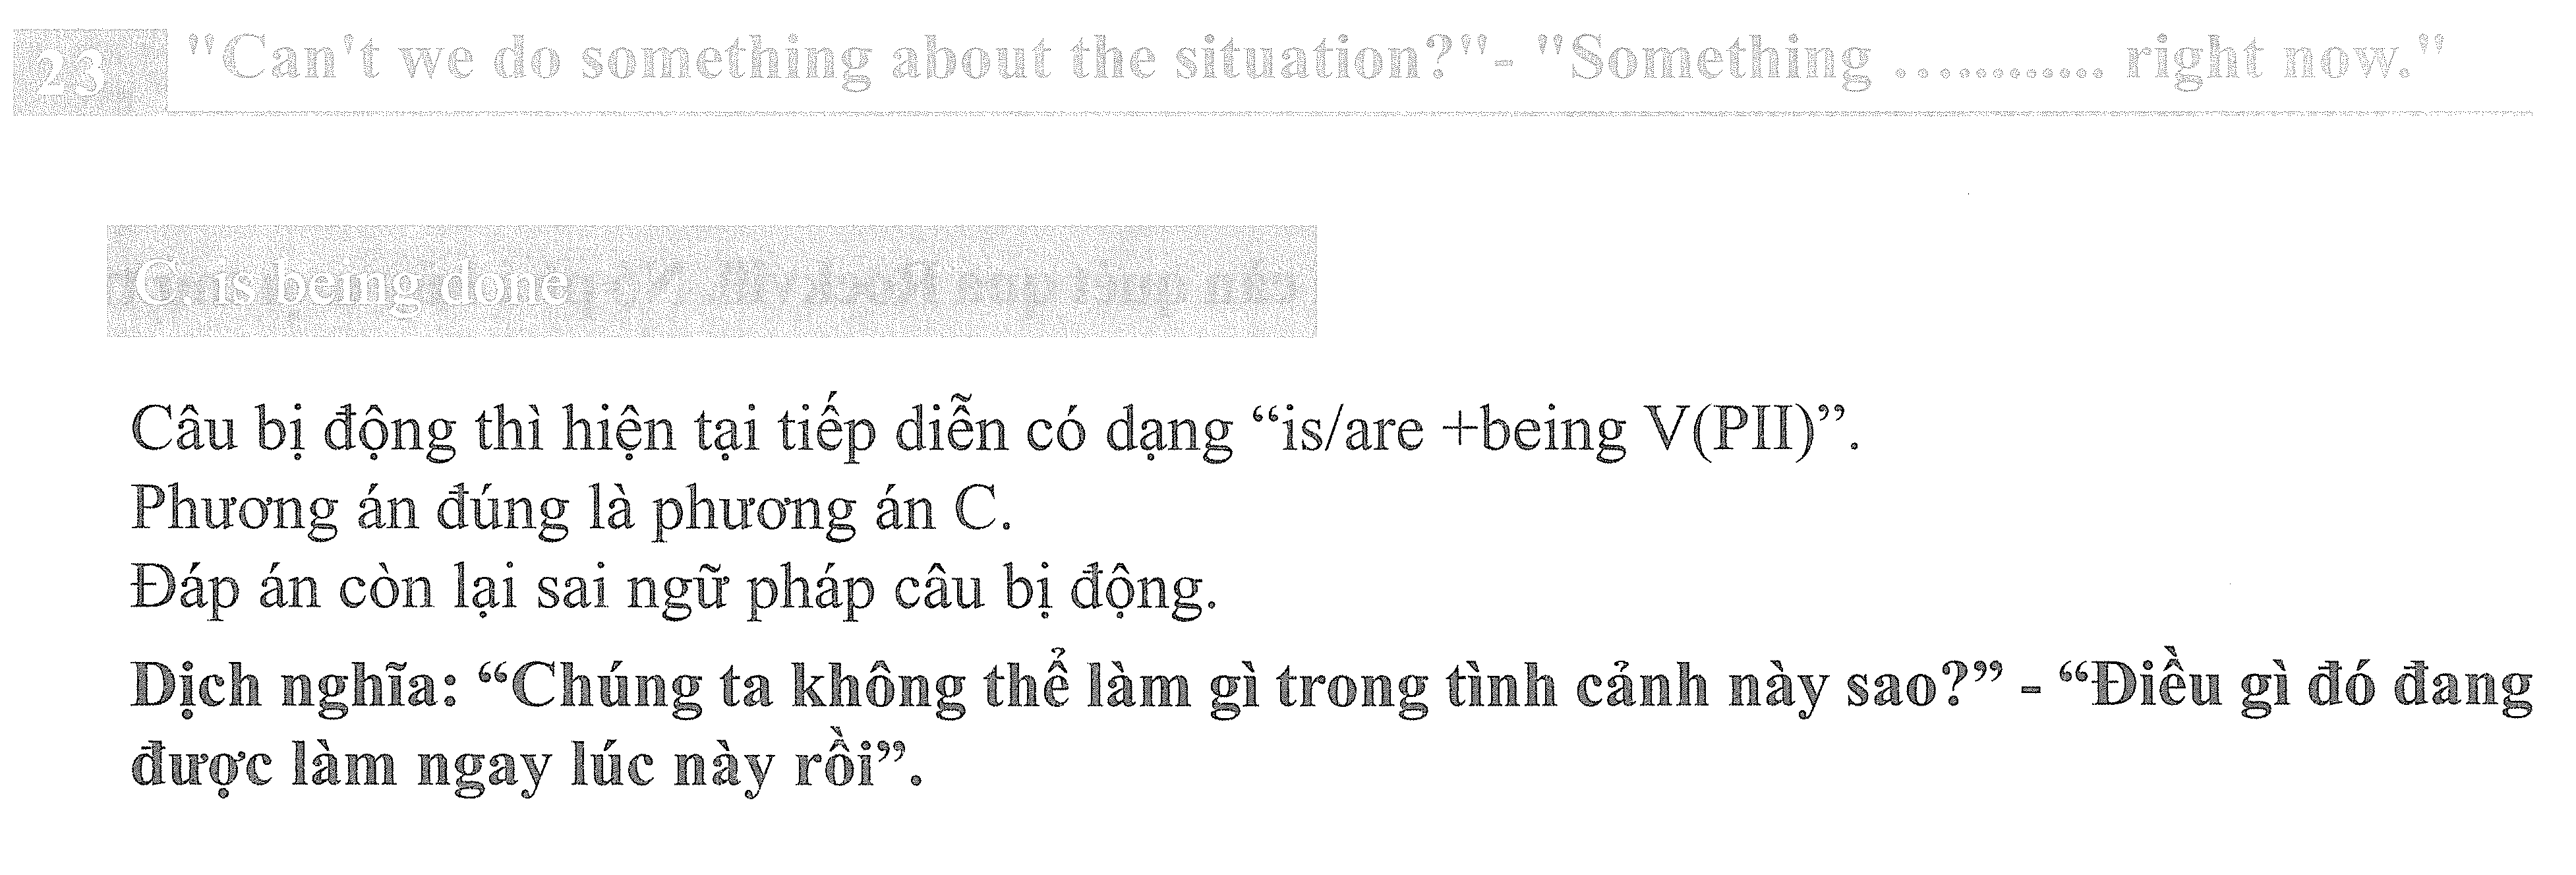 23 "Can't we do something about the situation?"- "Something ............ right now."
C. is being done
Câu bị động thì hiện tại tiếp diễn có dạng “is/are +being V(PII)”.
Phương án đúng là phương án C.
Đáp án còn lại sai ngữ pháp câu bị động.
Dịch nghĩa: “Chúng ta không thể làm gì trong tình cảnh này sao?” - “Điều gì đó đang
được làm ngay lúc này rồi”.